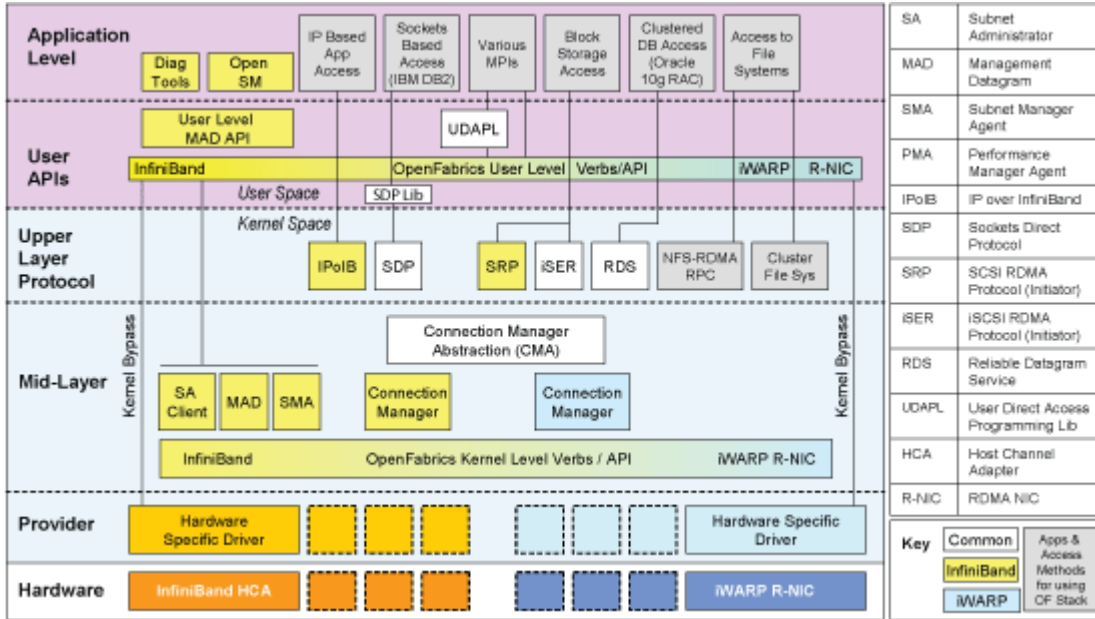 Application
Level
Diag
Tools
Open
SM
IP Based
App
Access
Sockets
Based
Access
(IBM DB2)
Various
MPIs
Block
Storage
Access
Clustered
DB Access
(Oracle
10g RAC)
Access to
File
Systems
User
APIs
User Level
MAD API
UDAPL
InfiniBand
OpenFabrics User Level Verbs/API
iWARP
R-NIC
User Space
SDP Lib
Kernel Space
Upper
Layer
Protocol
IPoIB
SDP
SRP
iSER
RDS
NFS-RDMA
RPC
Cluster
File Sys
Kernel Bypass
Kernel Bypass
Mid-Layer
Connection Manager
Abstraction (CMA)
SA
Client
MAD
SMA
Connection
Manager
Connection
Manager
InfiniBand
OpenFabrics Kernel Level Verbs / API
iWARP R-NIC
Provider
Hardware
Specific Driver
Hardware Specific
Driver
Hardware
InfiniBand HCA
iWARP R-NIC
SA
Subnet
Administrator
MAD
Management
Datagram
SMA
Subnet Manager
Agent
PMA
Performance
Manager Agent
IPoIB
IP over InfiniBand
SDP
Sockets Direct
Protocol
SRP
SCSI RDMA
Protocol (Initiator)
iSER
iSCSI RDMA
Protocol (Initiator)
RDS
Reliable Datagram
Service
UDAPL
User Direct Access
Programming Lib
HCA
Host Channel
Adapter
R-NIC
RDMA NIC
Key
Common
InfiniBand
iWARP
Apps &
Access
Methods
for using
OF Stack